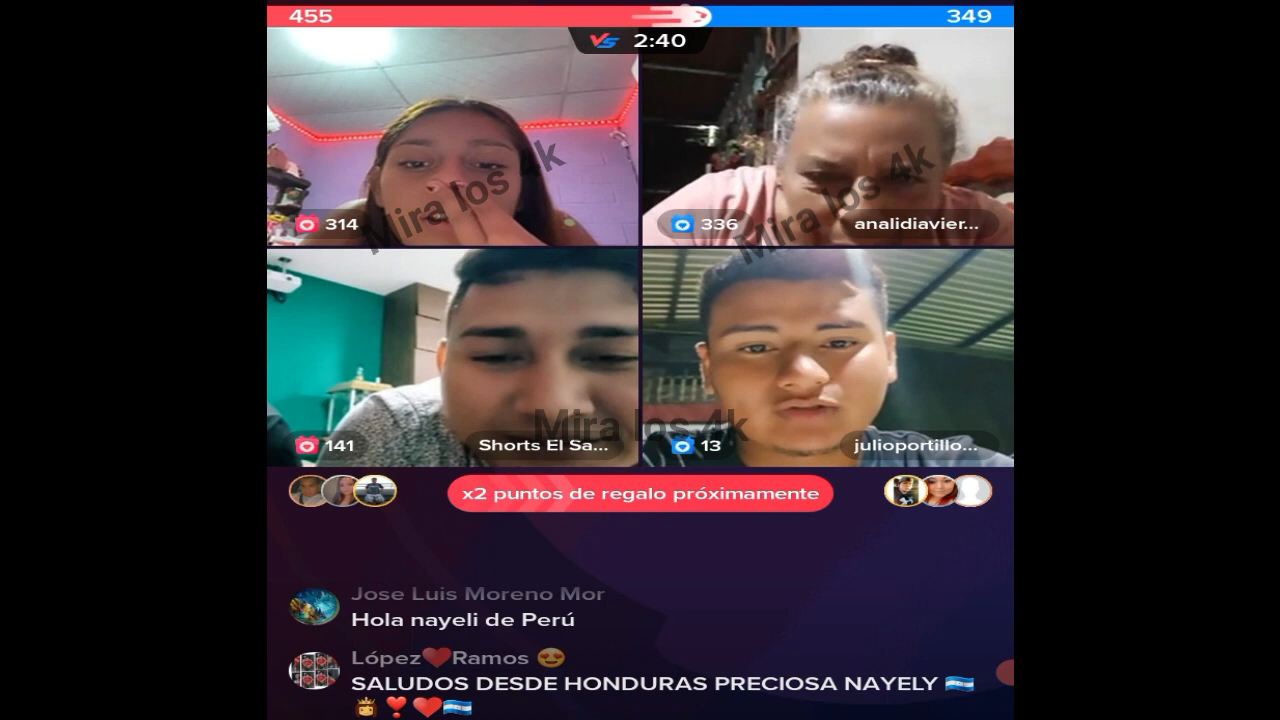 455
349
VS 2:40
Mira los 4k
Mira los 4k
314
336
analidiavier...
Mira los 4k
141
Shorts El Sa...
13
julioportillo...
x2 puntos de regalo próximamente
Jose Luis Moreno Mor
Hola nayeli de Perú
López❤️Ramos 😍
SALUDOS DESDE HONDURAS PRECIOSA NAYELY 🇭🇳
👸❣️❤️🇭🇳